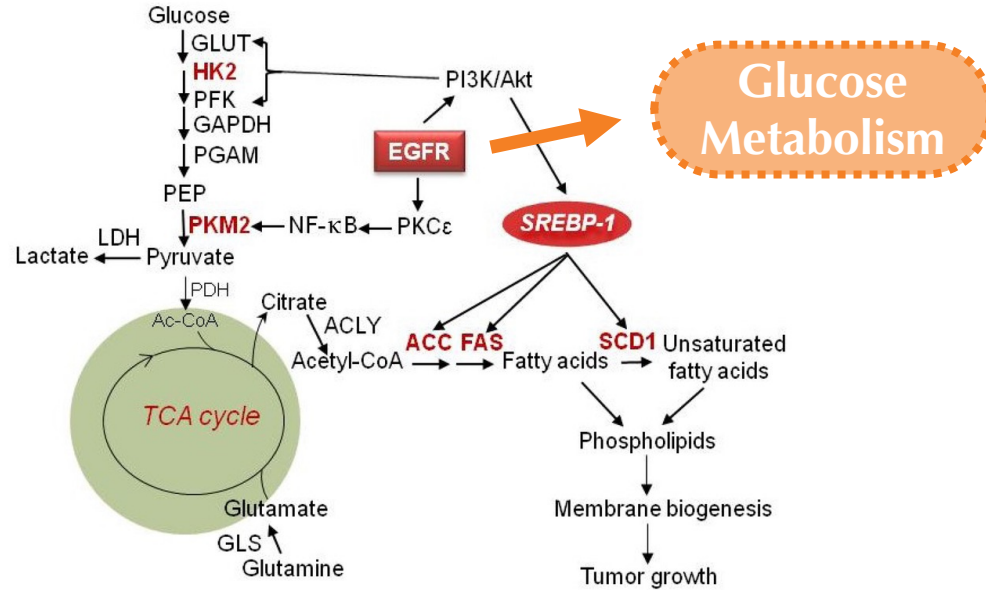 Glucose
GLUT
HK2
PFK
GAPDH
PGAM
PEP
PKM2
NF-κB
PKCε
EGFR
PI3K/Akt
Glucose
Metabolism
SREBP-1
LDH
Lactate
Pyruvate
PDH
Ac-CoA
Citrate
ACLY
Acetyl-CoA
ACC
FAS
Fatty acids
SCD1
Unsaturated
fatty acids
TCA cycle
Phospholipids
Glutamate
GLS
Glutamine
Membrane biogenesis
Tumor growth